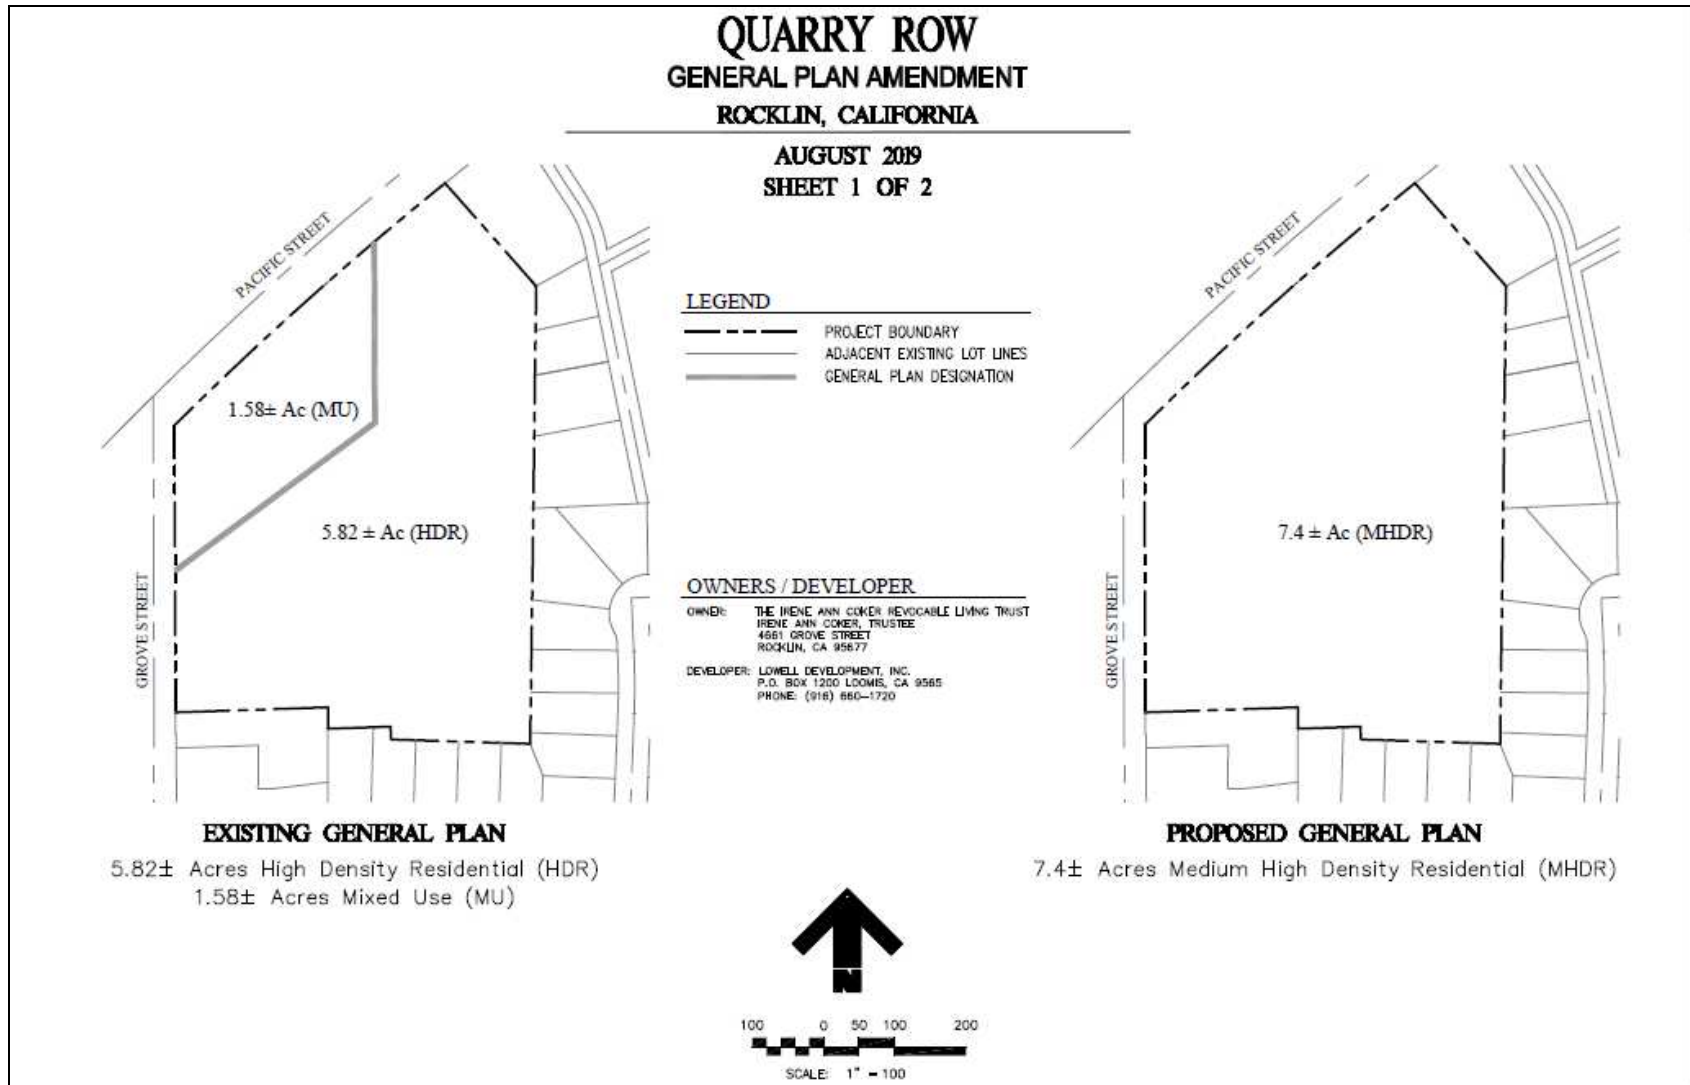 QUARRY ROW
GENERAL PLAN AMENDMENT
ROCKLIN, CALIFORNIA
AUGUST 2019
SHEET 1 OF 2
PACIFIC STREET
1.58± Ac (MU)
5.82 ± Ac (HDR)
GROVE STREET
LEGEND
PROJECT BOUNDARY
ADJACENT EXISTING LOT LINES
GENERAL PLAN DESIGNATION
OWNERS / DEVELOPER
OWNER: THE IRENE ANN COKER REVOCABLE LIVING TRUST
IRENE ANN COKER, TRUSTEE
4661 GROVE STREET
ROCKLIN, CA 95677
DEVELOPER: LOWELL DEVELOPMENT, INC.
P.O. BOX 1200 LOOMIS, CA 9565
PHONE: (916) 660-1720
PACIFIC STREET
7.4 ± Ac (MHDR)
GROVE STREET
EXISTING GENERAL PLAN
5.82± Acres High Density Residential (HDR)
1.58± Acres Mixed Use (MU)
PROPOSED GENERAL PLAN
7.4± Acres Medium High Density Residential (MHDR)
N
100 0 50 100 200
SCALE: 1" = 100